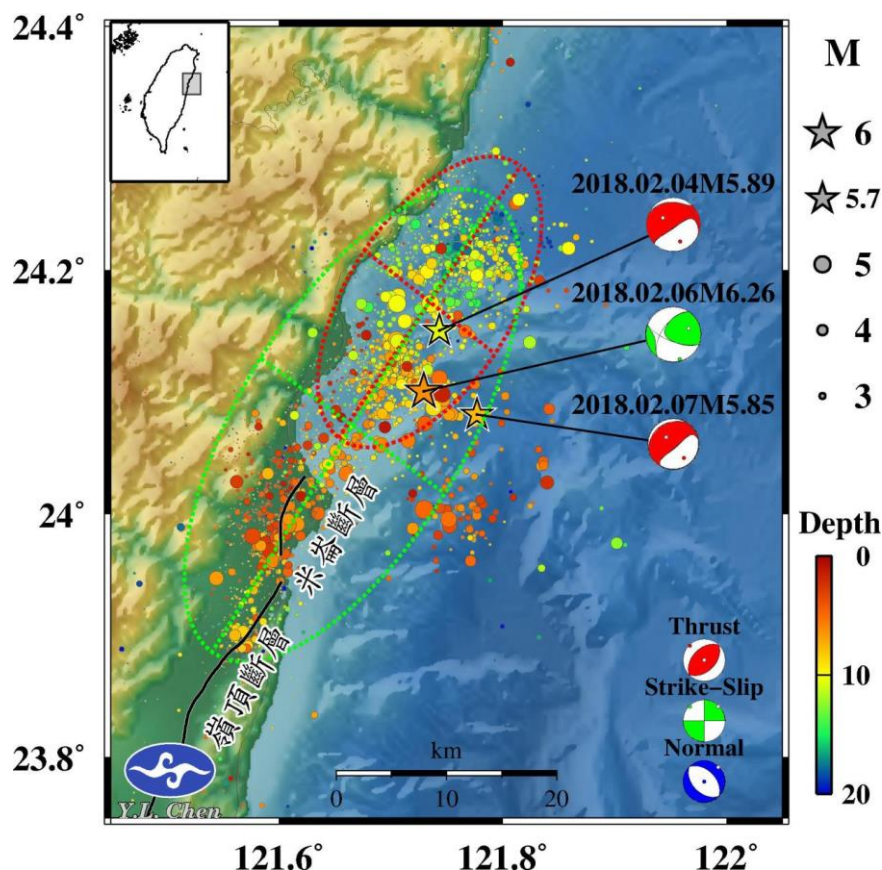 24.4°
M
6
2018.02.04M5.89
5.7
24.2°
5
2018.02.06M6.26
4
3
2018.02.07M5.85
24°
米崙斷層
Depth
0
10
20
嶺頂斷層
Thrust
Strike-Slip
Normal
23.8°
km
0 10 20
Y.L. Chen
121.6° 121.8° 122°